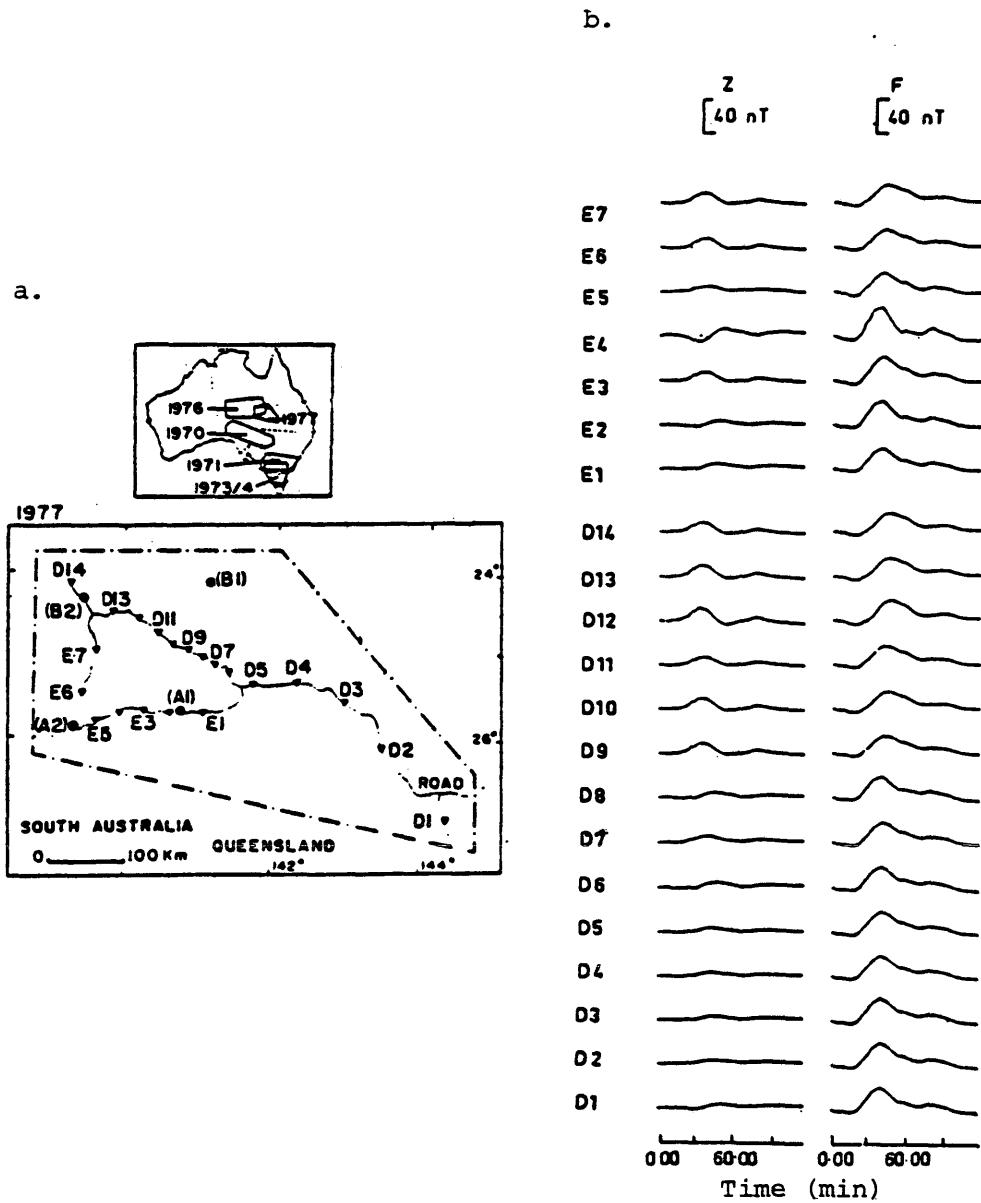 b.
Z
[40 nT
F
[40 nT
E7
E6
E5
E4
E3
E2
E1
D14
D13
D12
D11
D10
D9
D8
D7
D6
D5
D4
D3
D2
D1
0:00
60:00
0:00
60:00
Time (min)
a.
1976
1977
1970
1971
1973/4
1977
D14
(B1)
24°
(B2)
D13
D11
D9
E7
D7
D5
D4
E6
(A1)
D3
(A2)
E5
E3
E1
26°
D2
ROAD
D1
SOUTH AUSTRALIA
QUEENSLAND
0
100 Km
142°
144°